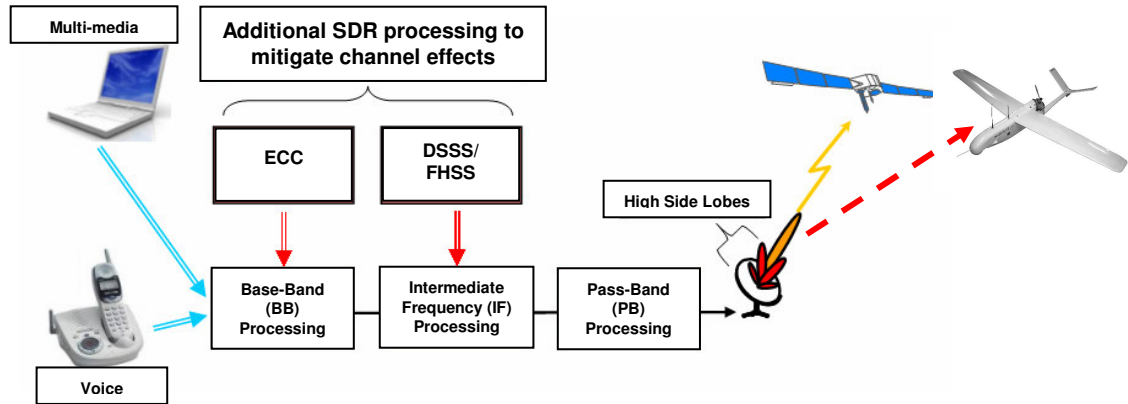 Multi-media
Additional SDR processing to
mitigate channel effects
ECC
DSSS/
FHSS
High Side Lobes
Base-Band
(BB)
Processing
Intermediate
Frequency (IF)
Processing
Pass-Band
(PB)
Processing
Voice